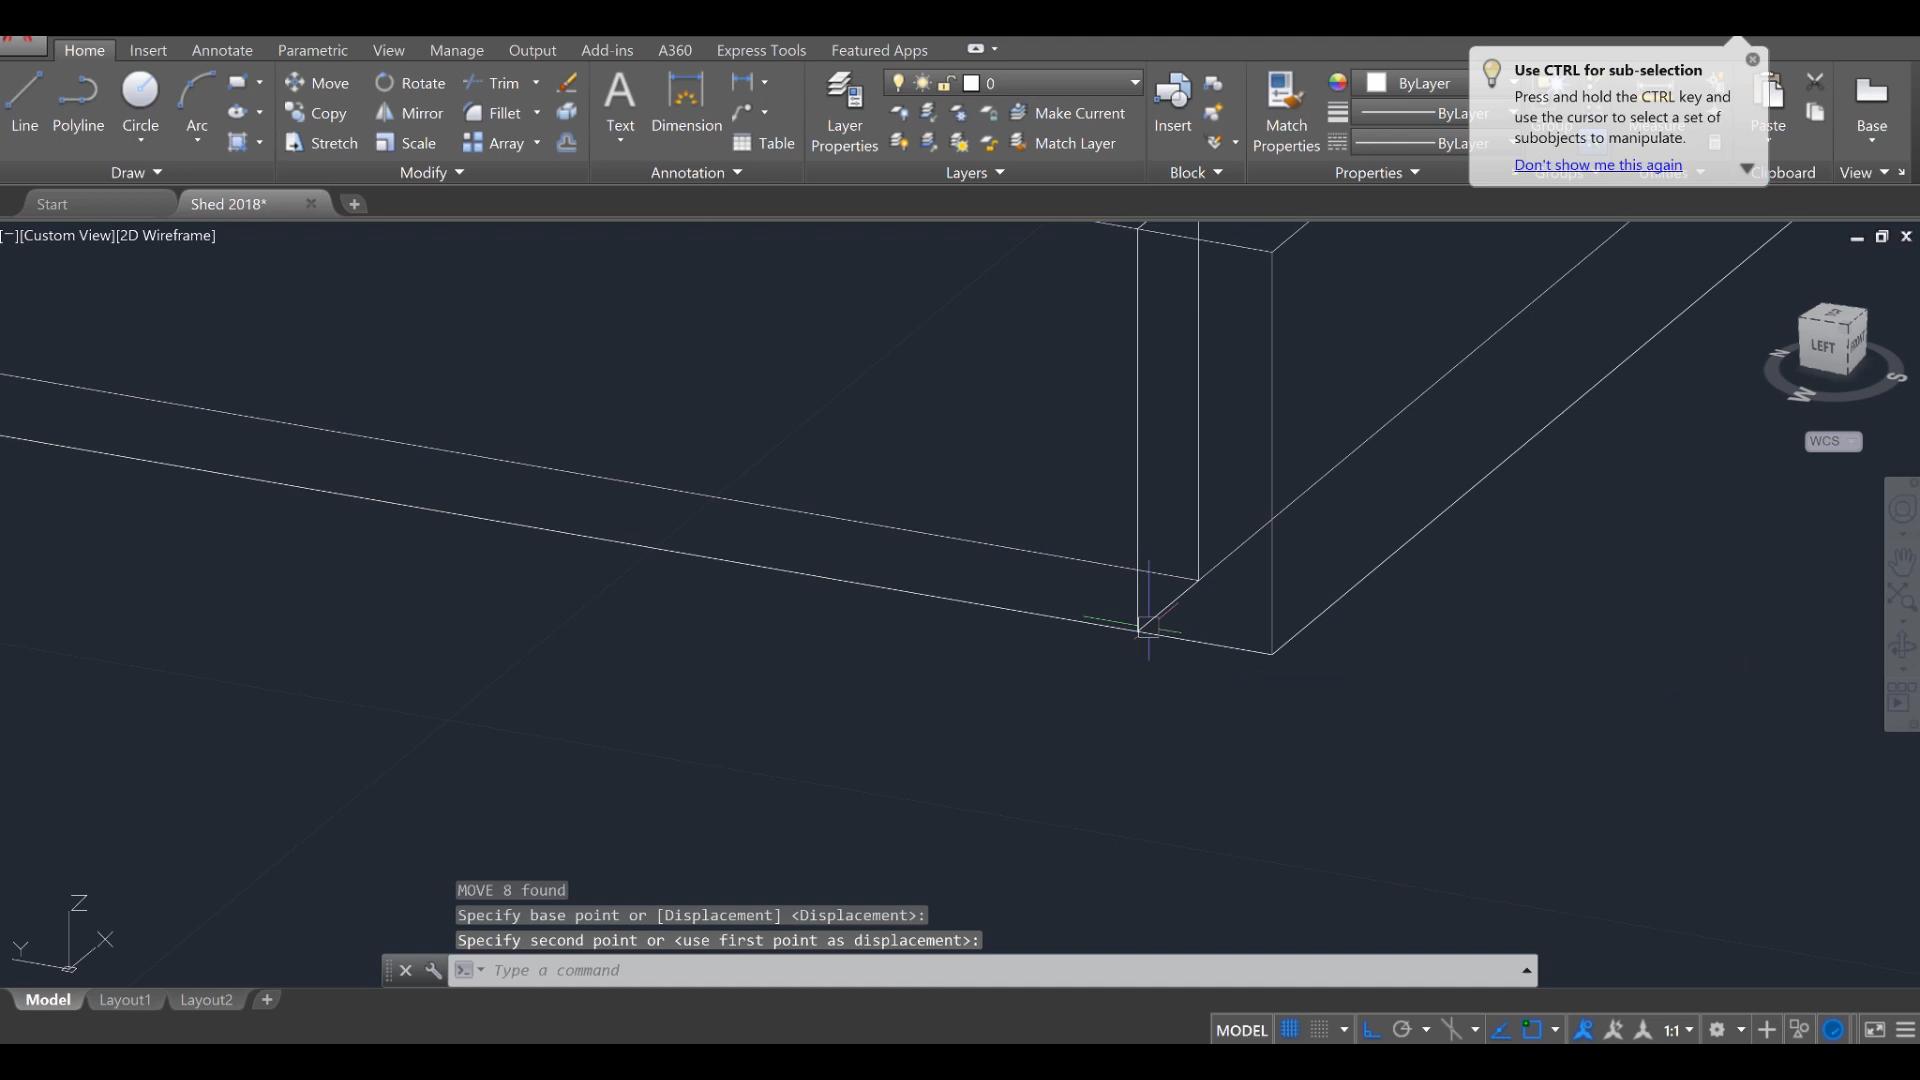 Home Insert Annotate Parametric View Manage Output Add-ins A360 Express Tools Featured Apps
Use CTRL for sub-selection
Press and hold the CTRL key and
use the cursor to select a set of
subobjects to manipulate.
Don't show me this again
Line Polyline Circle Arc
Move Rotate Trim
Copy Mirror Fillet
Stretch Scale Array
Text Dimension
Table
Layer
Properties
0
Make Current
Match Layer
Insert
Match
Properties
ByLayer
ByLayer
ByLayer
Paste
Base
Draw Modify Annotation Layers Block Properties Groups Utilities Clipboard View
Start Shed 2018*
[−][Custom View][2D Wireframe]
LEFT FRONT
N W S
WCS
MOVE 8 found
Specify base point or [Displacement] <Displacement>:
Specify second point or <use first point as displacement>:
Type a command
Z
Y X
Model Layout1 Layout2
MODEL 1:1